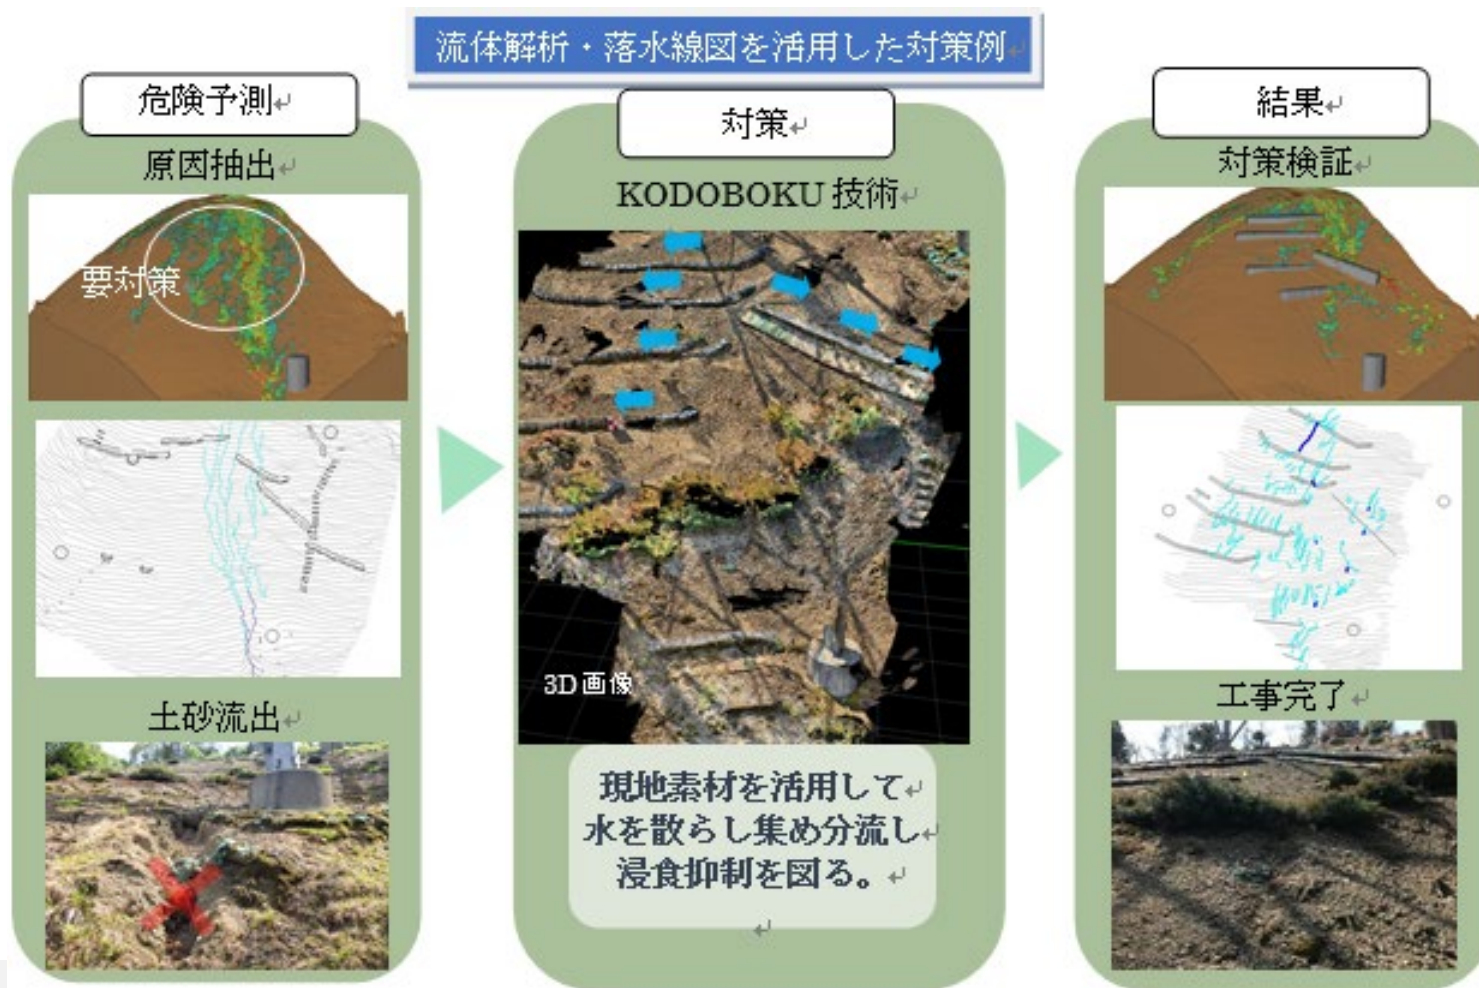 流体解析・落水線図を活用した対策例
危険予測
原因抽出
要対策
土砂流出
対策
KODOBOKU 技術
3D 画像
現地素材を活用して
水を散らし集め分流し
浸食抑制を図る。
結果
対策検証
工事完了